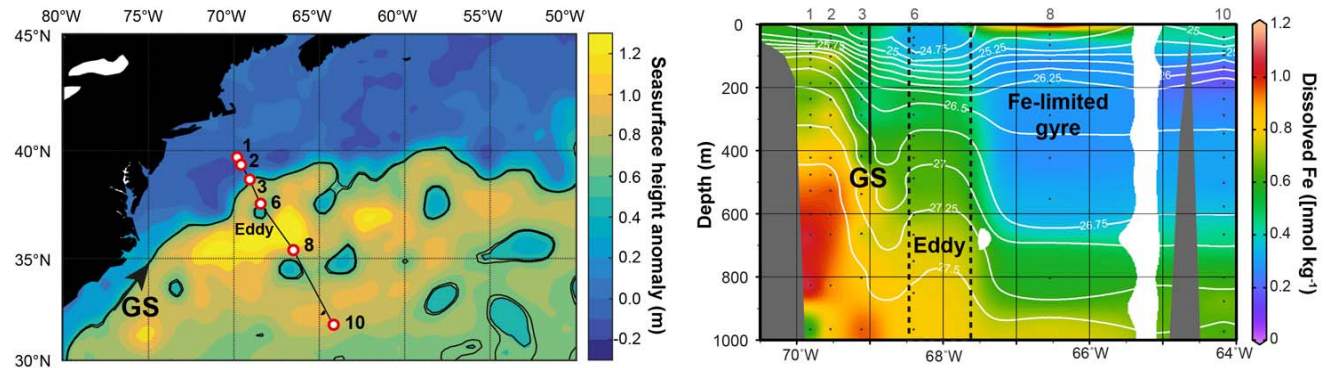 80°W 75°W 70°W 65°W 60°W 55°W 50°W
45°N
40°N
35°N
30°N
1
2
3
6
Eddy
8
10
GS
1.2
1.0
0.8
0.6
0.4
0.2
0.0
-0.2
Seasurface height anomaly (m)
1 2 3 6 8 10
0
200
400
600
800
1000
Depth (m)
25.75 25 24.75 25.25 25
26.25 26
26.5
27
26.75
27.25
27.5
Fe-limited
gyre
GS
Eddy
70°W 68°W 66°W 64°W
1.2
1.0
0.8
0.6
0.4
0.2
0
Dissolved Fe ([nmol kg⁻¹)